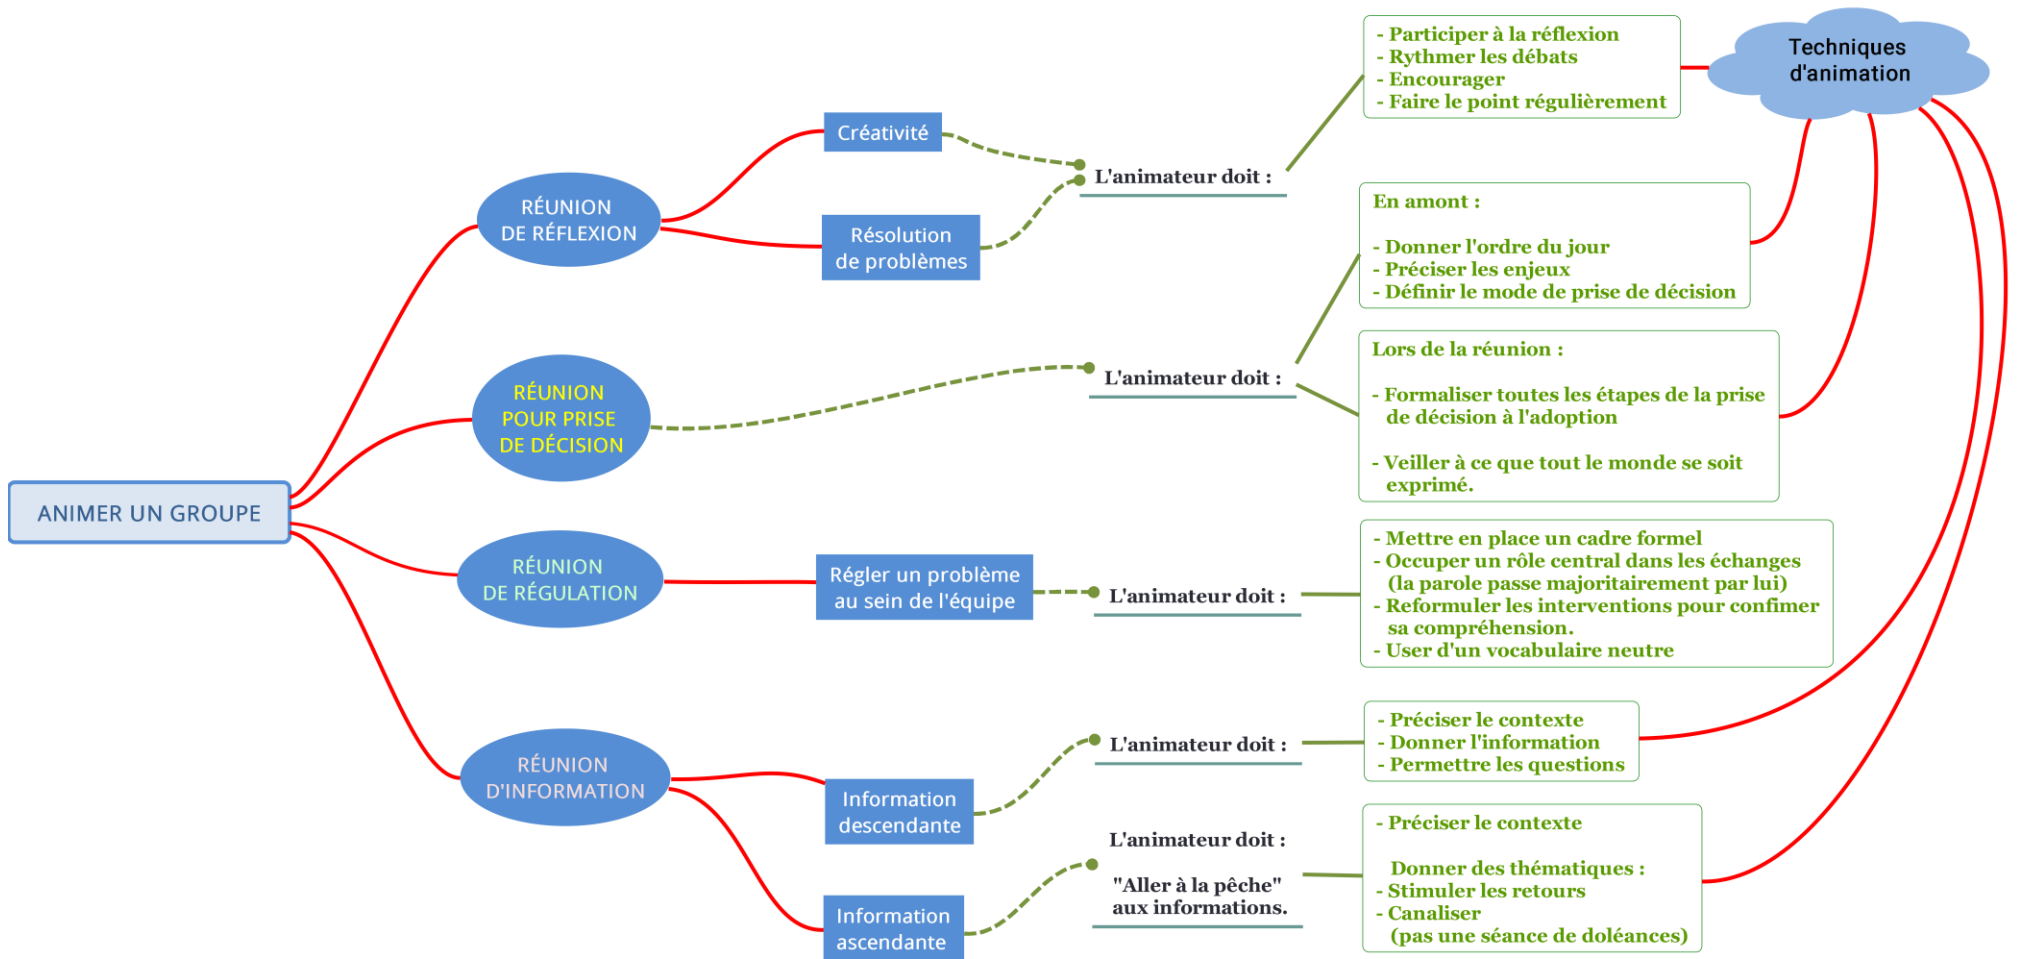 ANIMER UN GROUPE
RÉUNION
DE RÉFLEXION
Créativité
Résolution
de problèmes
L'animateur doit :
- Participer à la réflexion
- Rythmer les débats
- Encourager
- Faire le point régulièrement
Techniques
d'animation
RÉUNION
POUR PRISE
DE DÉCISION
L'animateur doit :
En amont :
- Donner l'ordre du jour
- Préciser les enjeux
- Définir le mode de prise de décision
Lors de la réunion :
- Formaliser toutes les étapes de la prise
de décision à l'adoption
- Veiller à ce que tout le monde se soit
exprimé.
RÉUNION
DE RÉGULATION
Régler un problème
au sein de l'équipe
L'animateur doit :
- Mettre en place un cadre formel
- Occuper un rôle central dans les échanges
(la parole passe majoritairement par lui)
- Reformuler les interventions pour confimer
sa compréhension.
- User d'un vocabulaire neutre
RÉUNION
D'INFORMATION
Information
descendante
L'animateur doit :
- Préciser le contexte
- Donner l'information
- Permettre les questions
Information
ascendante
L'animateur doit :
"Aller à la pêche"
aux informations.
- Préciser le contexte
Donner des thématiques :
- Stimuler les retours
- Canaliser
(pas une séance de doléances)